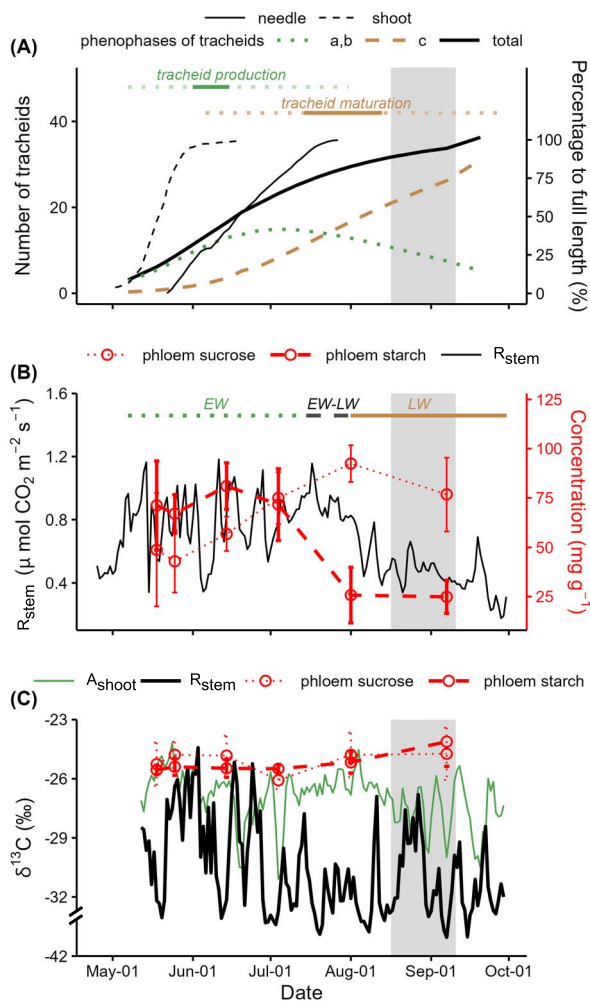 needle shoot
(A)
phenophases of tracheids a,b c total
tracheid production
tracheid maturation
Number of tracheids
40
20
0
Percentage to full length (%)
100
75
50
25
0
phloem sucrose phloem starch Rstem
(B)
EW EW-LW LW
Rstem (μ mol CO2 m−2 s−1)
1.6
1.2
0.8
0.4
Concentration (mg g−1)
125
100
75
50
25
Ashoot Rstem phloem sucrose phloem starch
(C)
δ13C (‰)
-23
-26
-29
-32
-42
May-01 Jun-01 Jul-01 Aug-01 Sep-01 Oct-01
Date